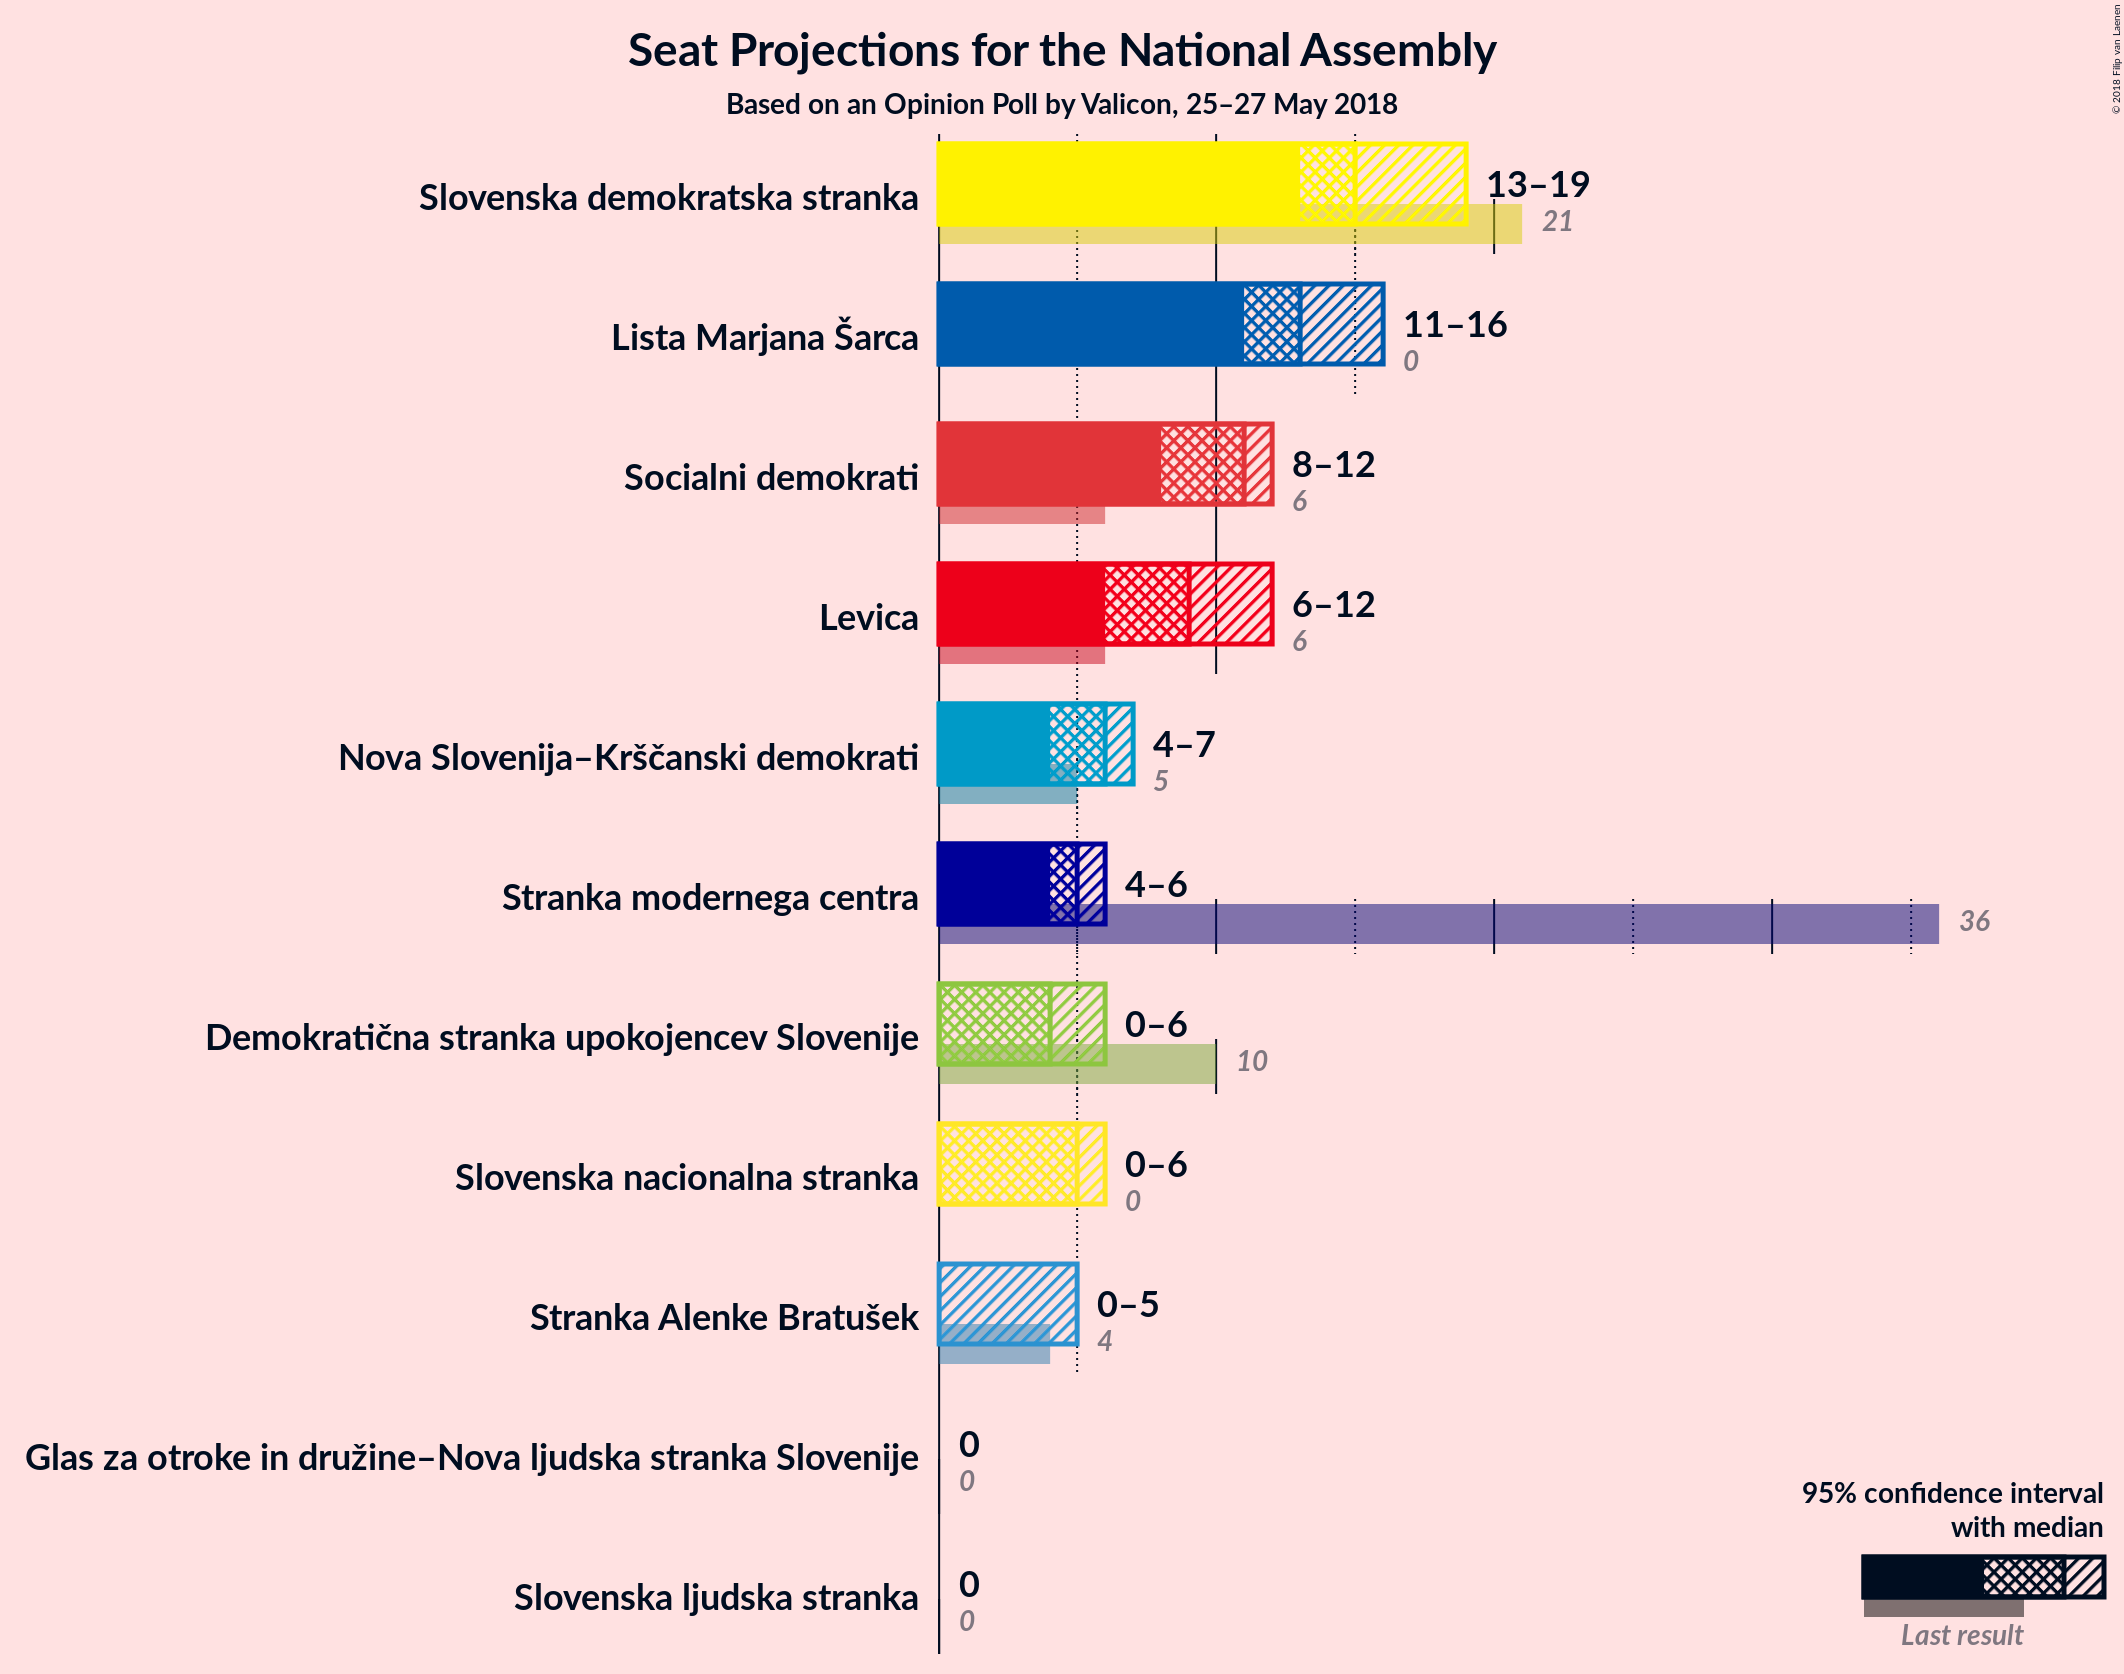 Seat Projections for the National Assembly
Based on an Opinion Poll by Valicon, 25–27 May 2018
© 2018 Filip van Laenen
Slovenska demokratska stranka
13–19
21
Lista Marjana Šarca
11–16
0
Socialni demokrati
8–12
6
Levica
6–12
6
Nova Slovenija–Krščanski demokrati
4–7
5
Stranka modernega centra
4–6
36
Demokratična stranka upokojencev Slovenije
0–6
10
Slovenska nacionalna stranka
0–6
0
Stranka Alenke Bratušek
0–5
4
Glas za otroke in družine–Nova ljudska stranka Slovenije
0
0
Slovenska ljudska stranka
0
0
95% confidence interval
with median
Last result